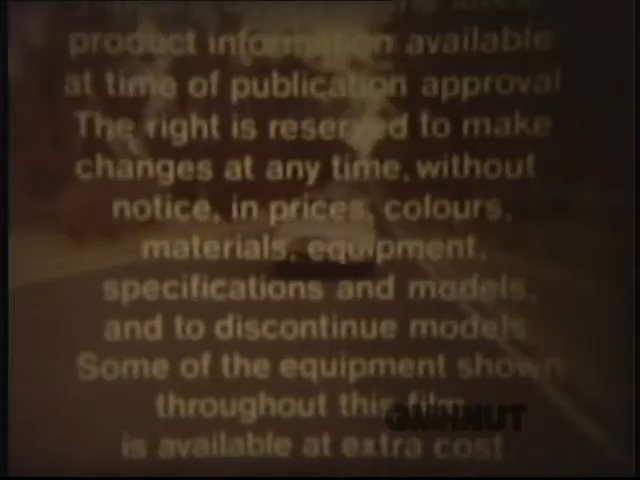 product information available
at time of publication approval
The right is reserved to make
changes at any time, without
notice, in prices, colours,
materials, equipment,
specifications and models,
and to discontinue models
Some of the equipment shown
throughout this film
is available at extra cost
GMHNUT